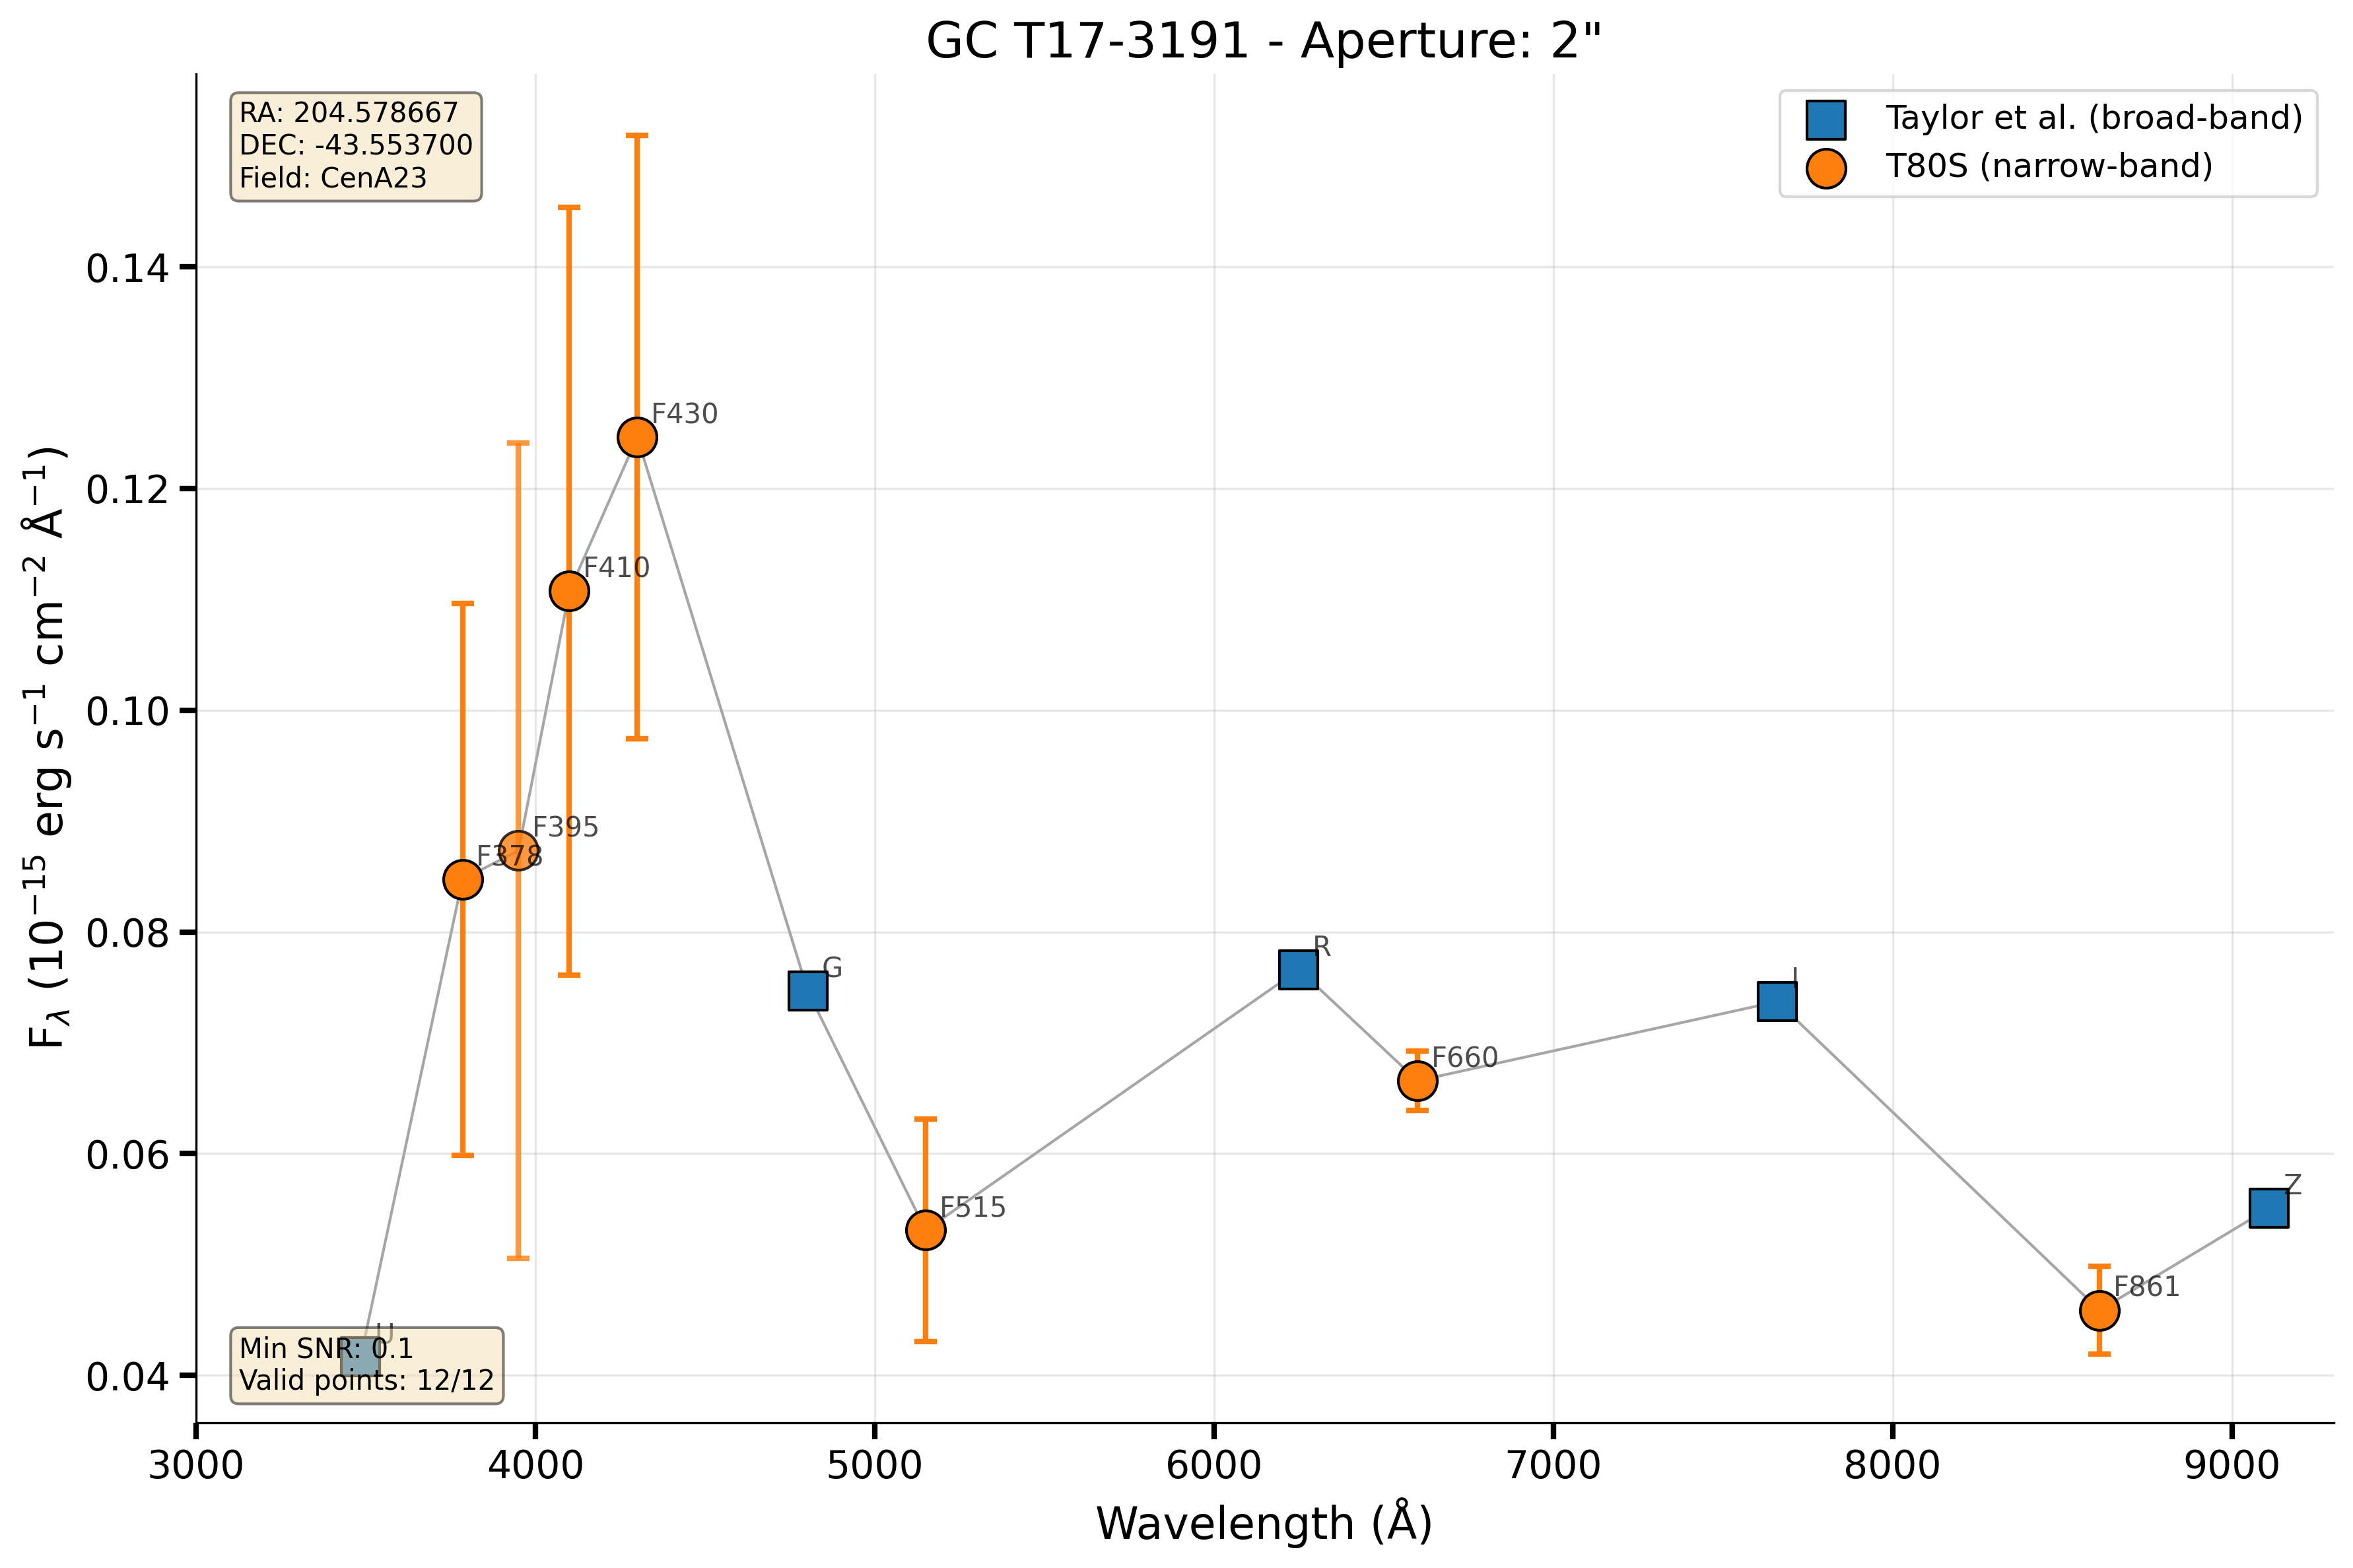 GC T17-3191 - Aperture: 2"
RA: 204.578667
DEC: -43.553700
Field: CenA23
Taylor et al. (broad-band)
T80S (narrow-band)
F430
F410
F395
F378
G
R
I
F660
F515
Z
F861
U
Min SNR: 0.1
Valid points: 12/12
0.14
0.12
0.10
0.08
0.06
0.04
F$_{λ}$ (10⁻¹⁵ erg s⁻¹ cm⁻² Å⁻¹)
3000 4000 5000 6000 7000 8000 9000
Wavelength (Å)